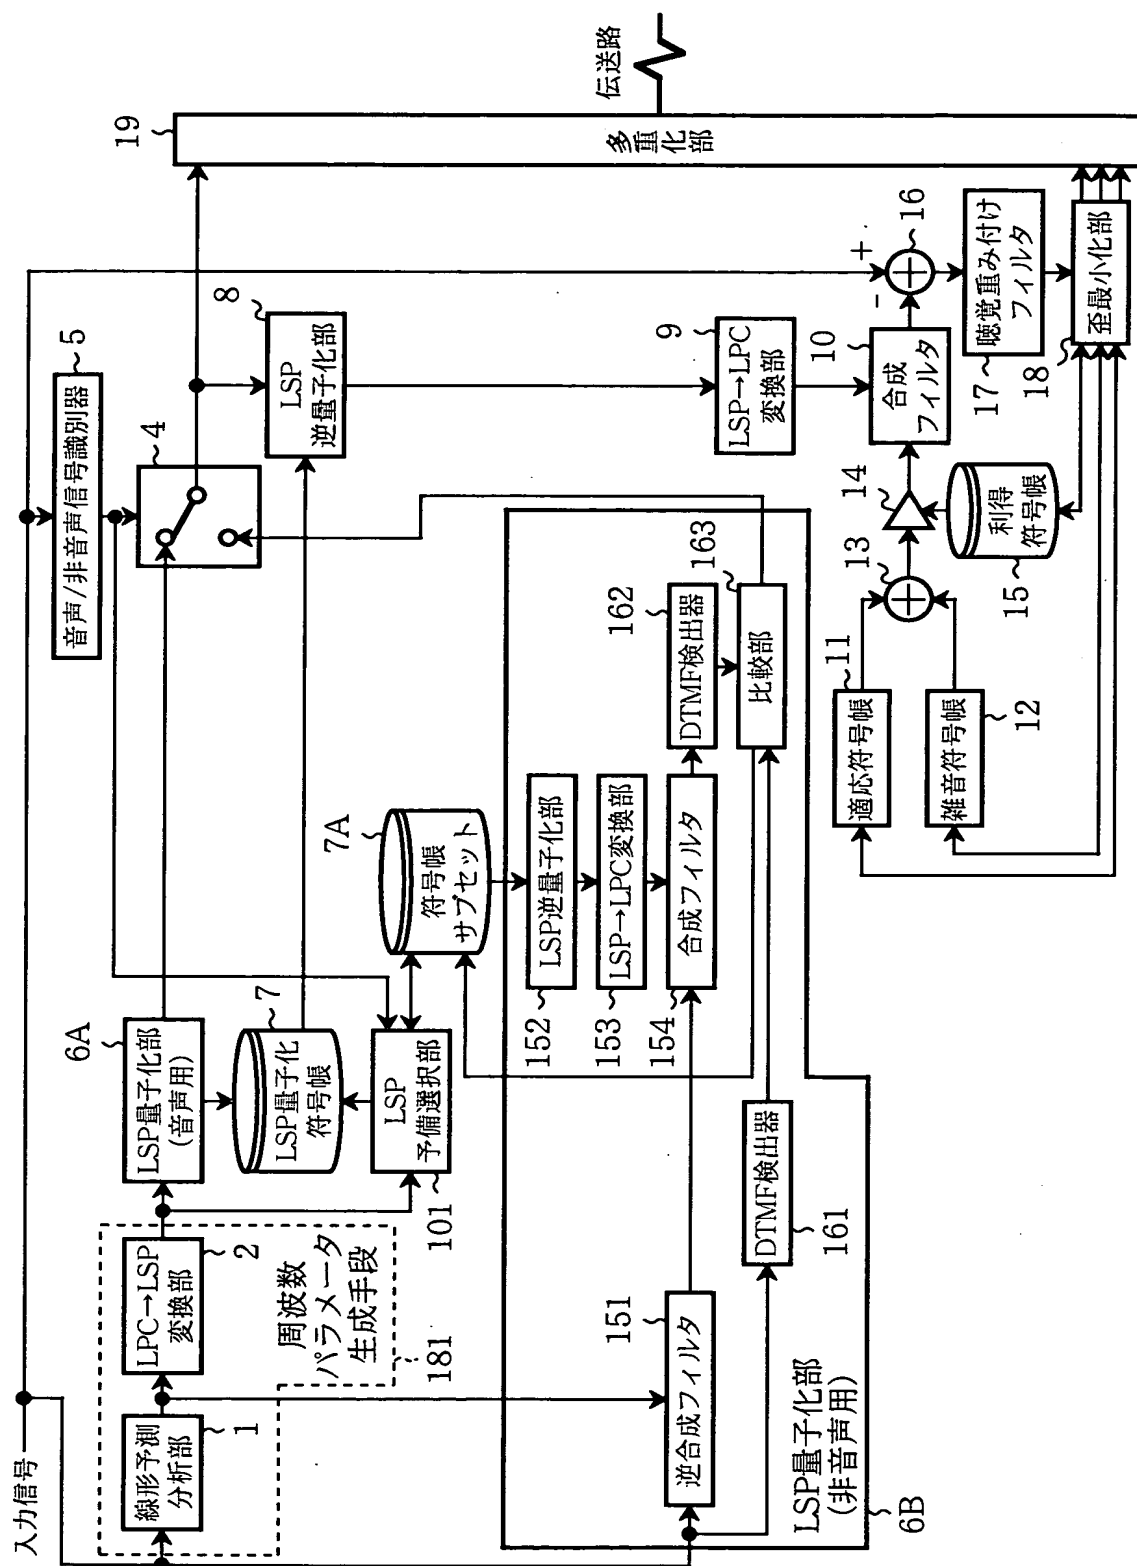 入力信号
線形予測
分析部
1
LPC→LSP
変換部
2
周波数
パラメータ
生成手段
181
LSP量子化部
(音声用)
6A
LSP量子化
符号帳
7
LSP
予備選択部
101
符号帳
サブセット
7A
音声/非音声信号識別器
5
4
LSP
逆量子化部
8
LSP→LPC
変換部
9
合成
フィルタ
10
適応符号帳
11
雑音符号帳
12
13
14
利得
符号帳
15
+
-
16
聴覚重み付け
フィルタ
17
歪最小化部
18
多重化部
19
伝送路
逆合成フィルタ
151
LSP逆量子化部
152
LSP→LPC変換部
153
合成フィルタ
154
DTMF検出器
161
DTMF検出器
162
比較部
163
LSP量子化部
(非音声用)
6B